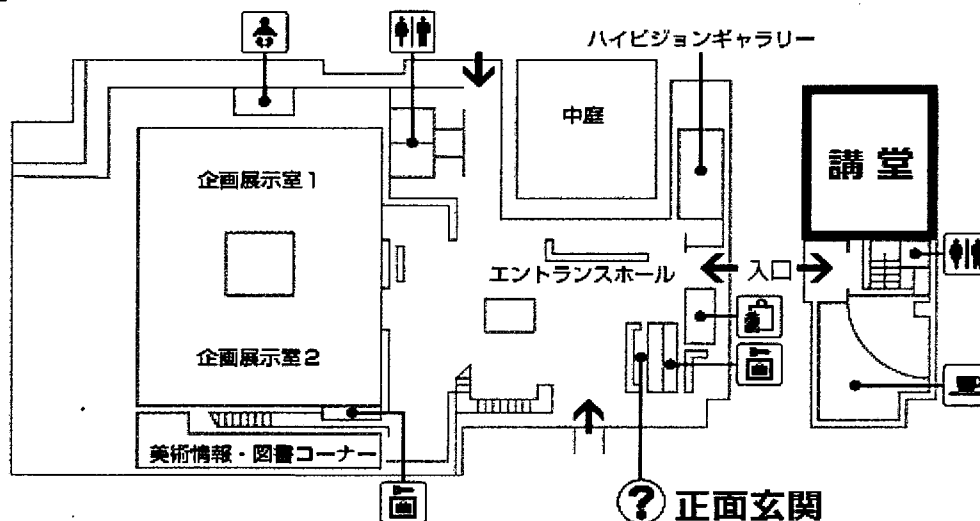 ハイビジョンギャラリー
中庭
講堂
企画展示室1
エントランスホール
入口
企画展示室2
美術情報・図書コーナー
? 正面玄関